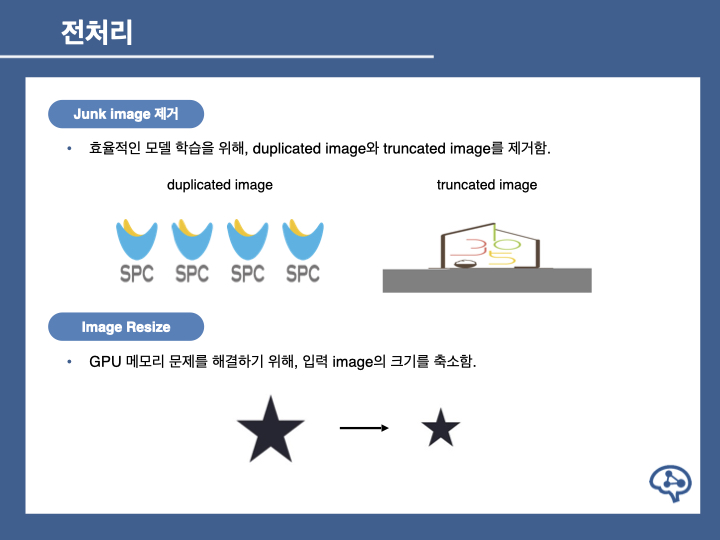 전처리
Junk image 제거
• 효율적인 모델 학습을 위해, duplicated image와 truncated image를 제거함.
duplicated image
truncated image
SPC SPC SPC SPC
365
Image Resize
• GPU 메모리 문제를 해결하기 위해, 입력 image의 크기를 축소함.